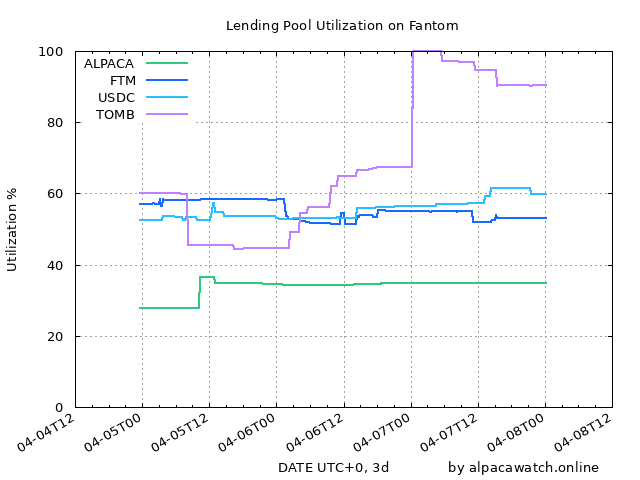 Lending Pool Utilization on Fantom
ALPACA
FTM
USDC
TOMB
100
80
60
40
20
0
Utilization %
04-04T12
04-05T00
04-05T12
04-06T00
04-06T12
04-07T00
04-07T12
04-08T00
04-08T12
DATE UTC+0, 3d
by alpacawatch.online